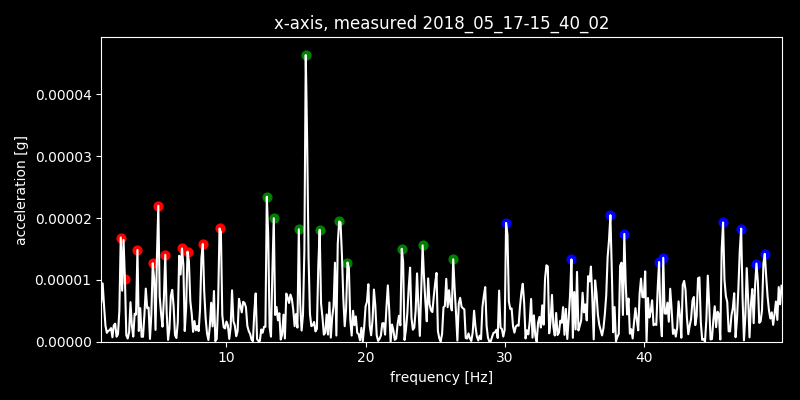 x-axis, measured 2018_05_17-15_40_02
acceleration [g]
0.00004
0.00003
0.00002
0.00001
0.00000
10 20 30 40
frequency [Hz]